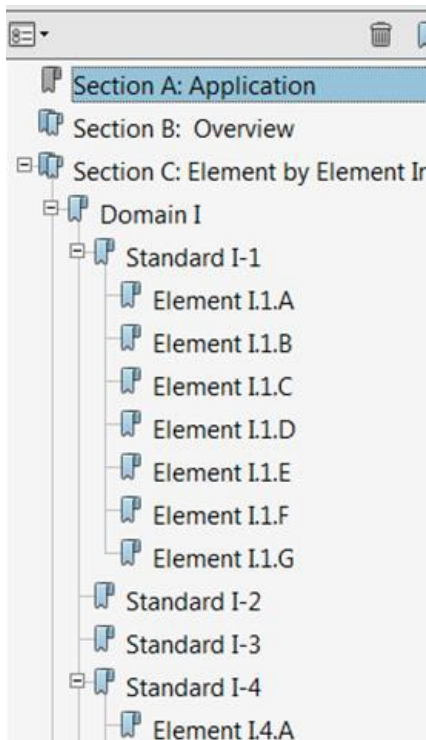 Section A: Application
Section B: Overview
Section C: Element by Element
Domain I
Standard I-1
Element I.1.A
Element I.1.B
Element I.1.C
Element I.1.D
Element I.1.E
Element I.1.F
Element I.1.G
Standard I-2
Standard I-3
Standard I-4
Element I.4.A